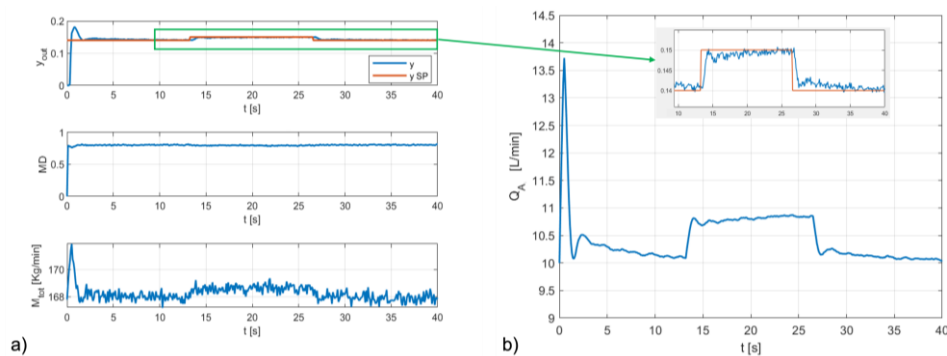 0.2
0.1
0
y_out
y
y SP
0 5 10 15 20 25 30 35 40
t [s]
1
0.5
0
MD
0 5 10 15 20 25 30 35 40
t [s]
170
168
M_tot [Kg/min]
0 5 10 15 20 25 30 35 40
t [s]
a)
14.5
14
13.5
13
12.5
12
11.5
11
10.5
10
9.5
9
Q_A [L/min]
0 5 10 15 20 25 30 35 40
t [s]
0.15
0.145
0.14
10 15 20 25 30 35 40
b)